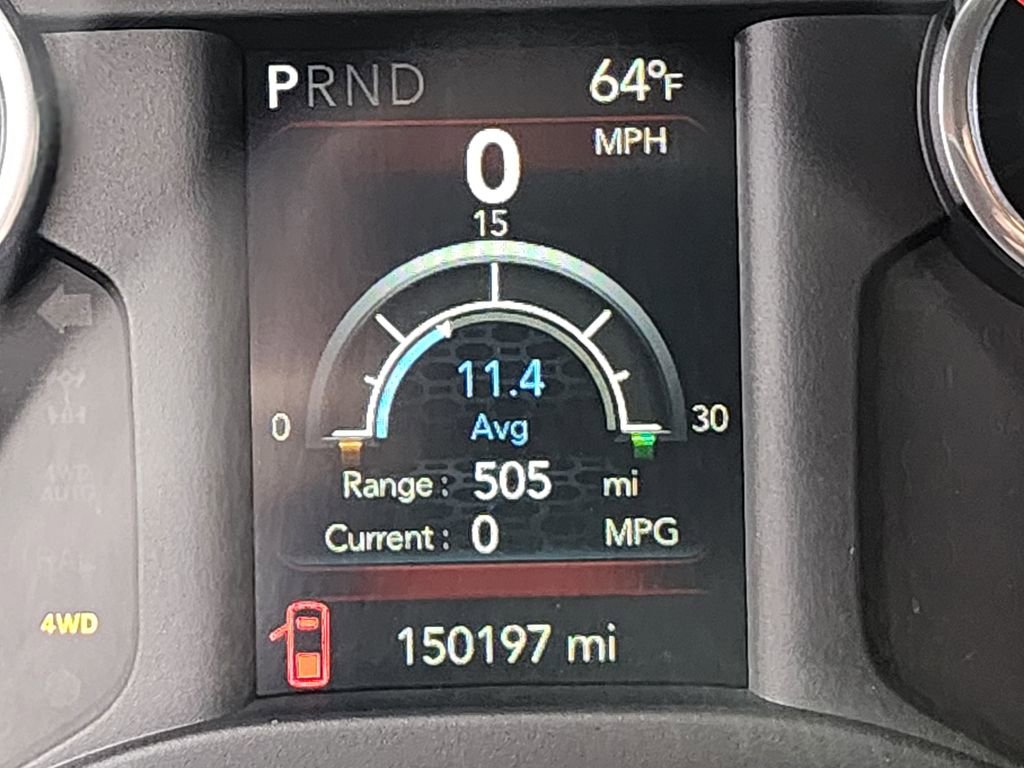 PRND 64°F
0 MPH
15
11.4
Avg
0 30
Range: 505 mi
Current: 0 MPG
4WD
150197 mi